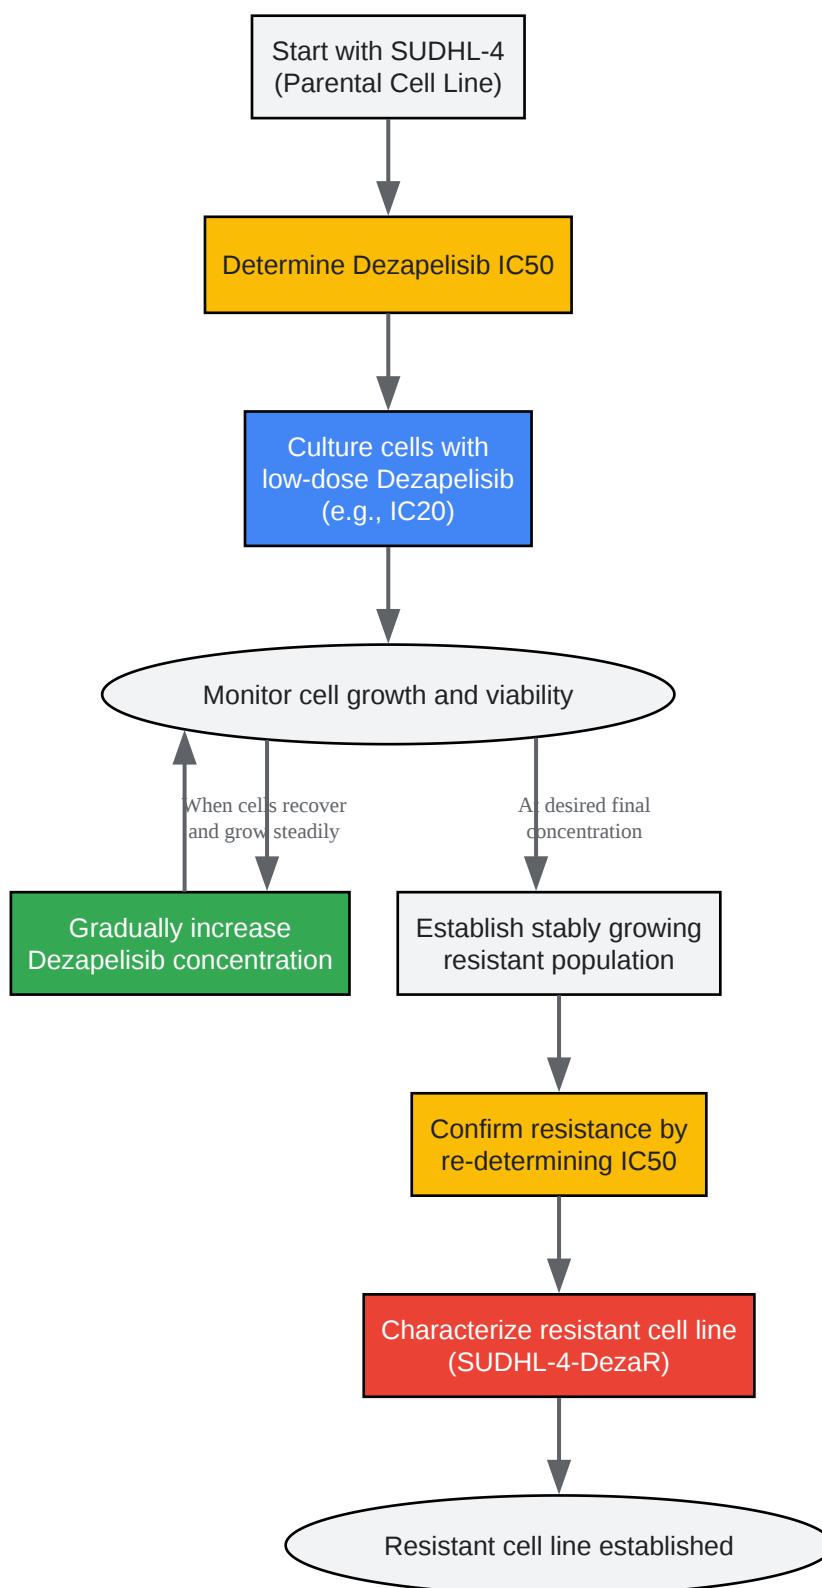 Start with SUDHL-4
(Parental Cell Line)
Determine Dezapelisib IC50
Culture cells with
low-dose Dezapelisib
(e.g., IC20)
Monitor cell growth and viability
When cells recover
and grow steadily
At desired final
concentration
Gradually increase
Dezapelisib concentration
Establish stably growing
resistant population
Confirm resistance by
re-determining IC50
Characterize resistant cell line
(SUDHL-4-DezaR)
Resistant cell line established